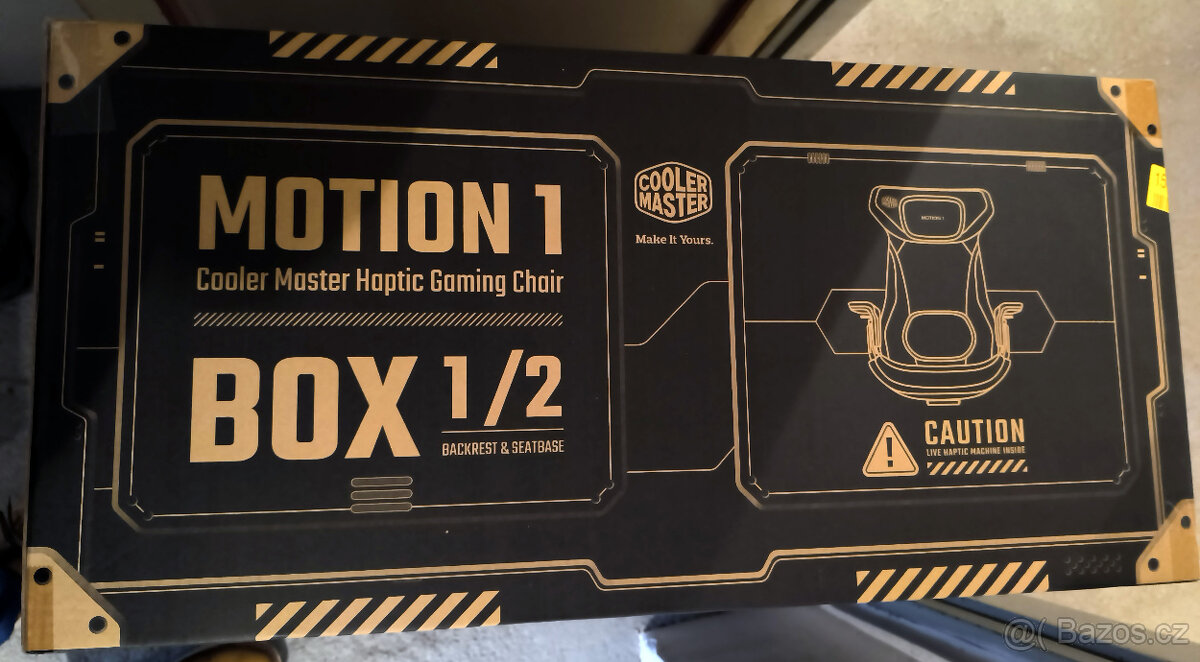 MOTION 1
Cooler Master Haptic Gaming Chair
BOX 1/2
BACKREST & SEATBASE
COOLER
MASTER
Make It Yours.
MOTION 1
CAUTION
LIVE HAPTIC MACHINE INSIDE
15
@( Bazos.cz